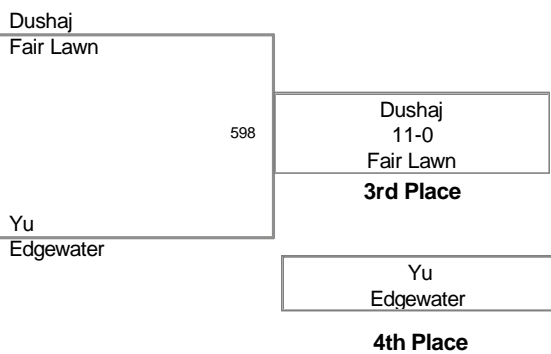 Dushaj
Fair Lawn
598
Dushaj
11-0
Fair Lawn
3rd Place
Yu
Edgewater
Yu
Edgewater
4th Place